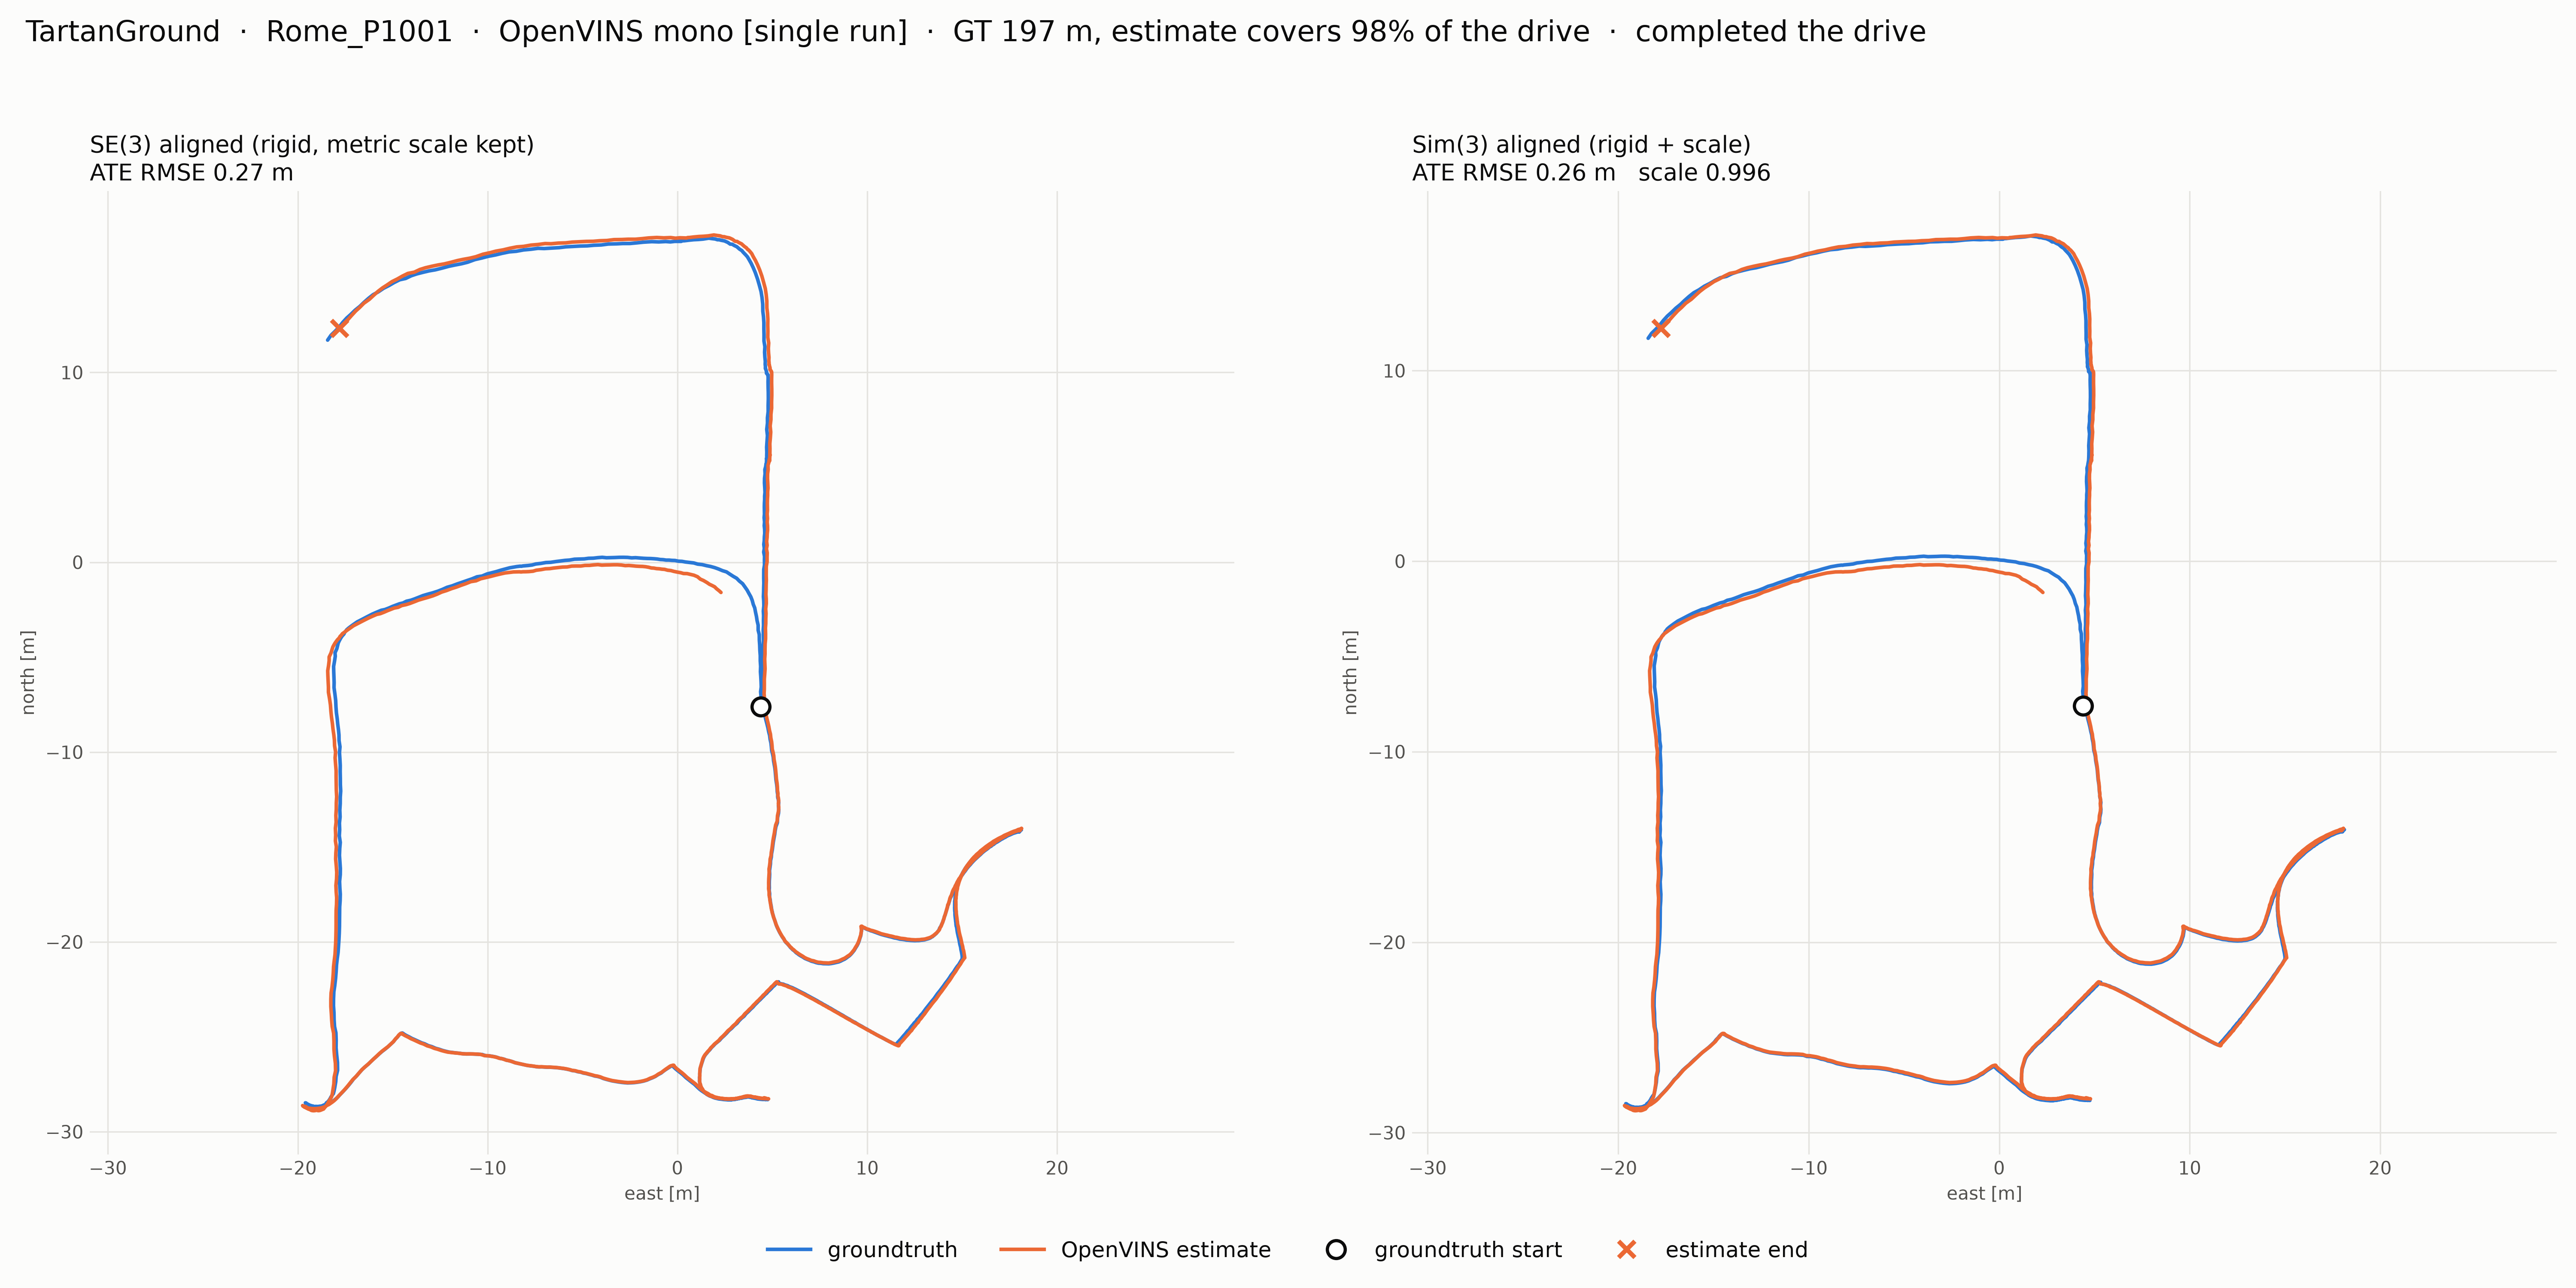 TartanGround · Rome_P1001 · OpenVINS mono [single run] · GT 197 m, estimate covers 98% of the drive · completed the drive
SE(3) aligned (rigid, metric scale kept)
ATE RMSE 0.27 m
10
0
−10
−20
−30
north [m]
−30
−20
−10
0
10
20
east [m]
Sim(3) aligned (rigid + scale)
ATE RMSE 0.26 m scale 0.996
10
0
−10
−20
−30
north [m]
−30
−20
−10
0
10
20
east [m]
groundtruth
OpenVINS estimate
groundtruth start
estimate end